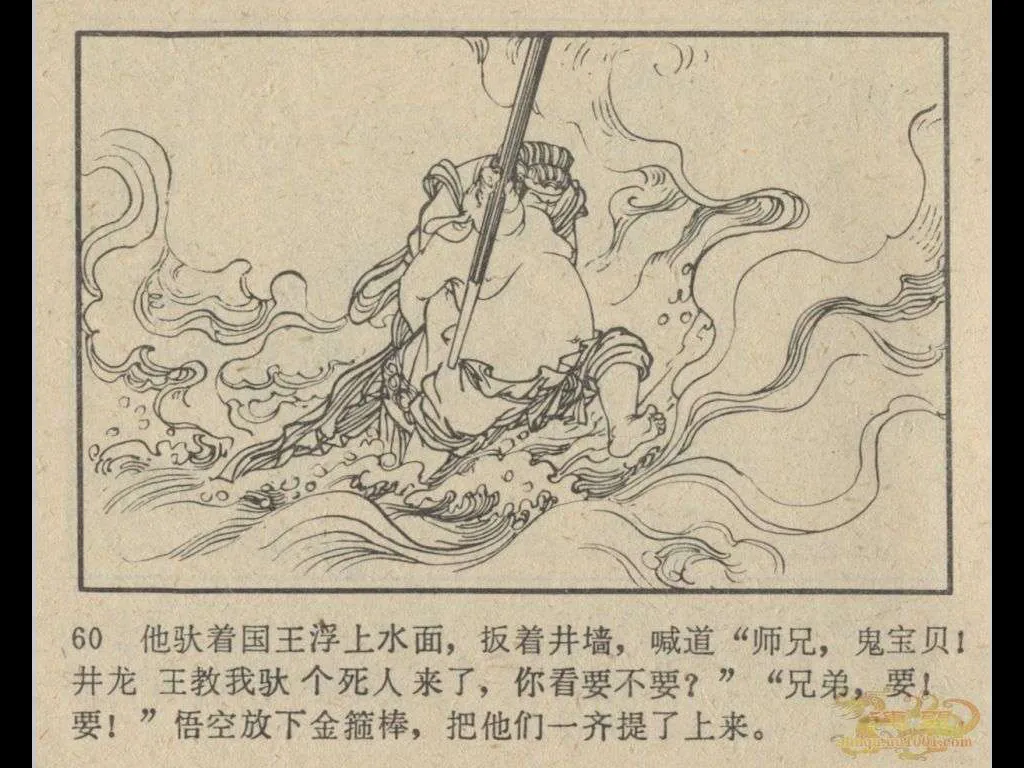 60 他驮着国王浮上水面，扳着井墙，喊道“师兄，鬼宝贝！
井龙 王教我驮 个死人 来了，你看要不要？”“兄弟，要！
要！”悟空放下金箍棒，把他们一齐提了上来。